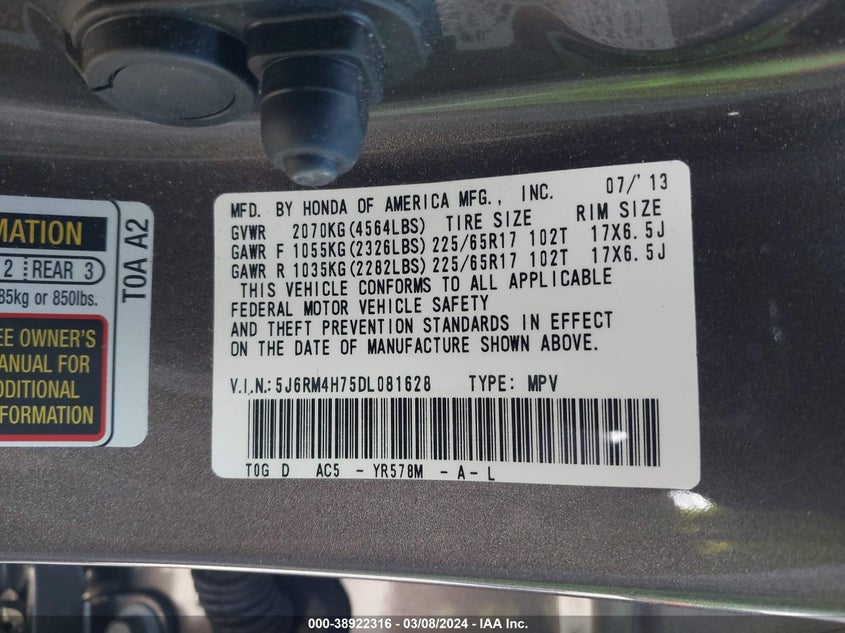 MFD. BY HONDA OF AMERICA MFG., INC. 07/'13
GVWR 2070KG(4564LBS) TIRE SIZE RIM SIZE
GAWR F 1055KG(2326LBS) 225/65R17 102T 17X6.5J
GAWR R 1035KG(2282LBS) 225/65R17 102T 17X6.5J
THIS VEHICLE CONFORMS TO ALL APPLICABLE
FEDERAL MOTOR VEHICLE SAFETY
AND THEFT PREVENTION STANDARDS IN EFFECT
ON THE DATE OF MANUFACTURE SHOWN ABOVE.
V.I.N.:5J6RM4H75DL081628 TYPE: MPV
T0G D AC5 - YR578M - A - L
MATION
2 REAR 3
85kg or 850lbs.
EE OWNER'S
MANUAL FOR
DDITIONAL
FORMATION
T0A A2
000-38922316 - 03/08/2024 - IAA Inc.